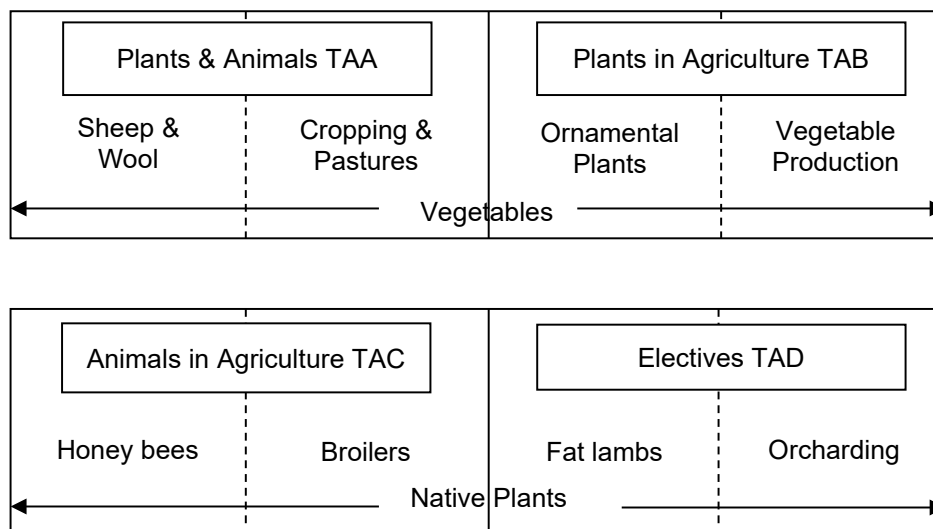 Plants & Animals TAA
Plants in Agriculture TAB
Sheep &
Wool
Cropping &
Pastures
Ornamental
Plants
Vegetable
Production
Vegetables
Animals in Agriculture TAC
Electives TAD
Honey bees
Broilers
Fat lambs
Orcharding
Native Plants